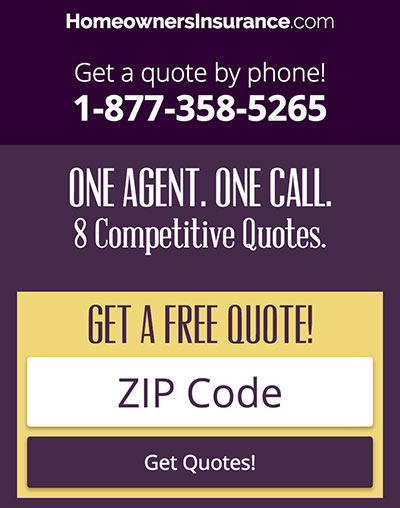 HomeownersInsurance.com
Get a quote by phone!
1-877-358-5265
ONE AGENT. ONE CALL.
8 Competitive Quotes.
GET A FREE QUOTE!
ZIP Code
Get Quotes!